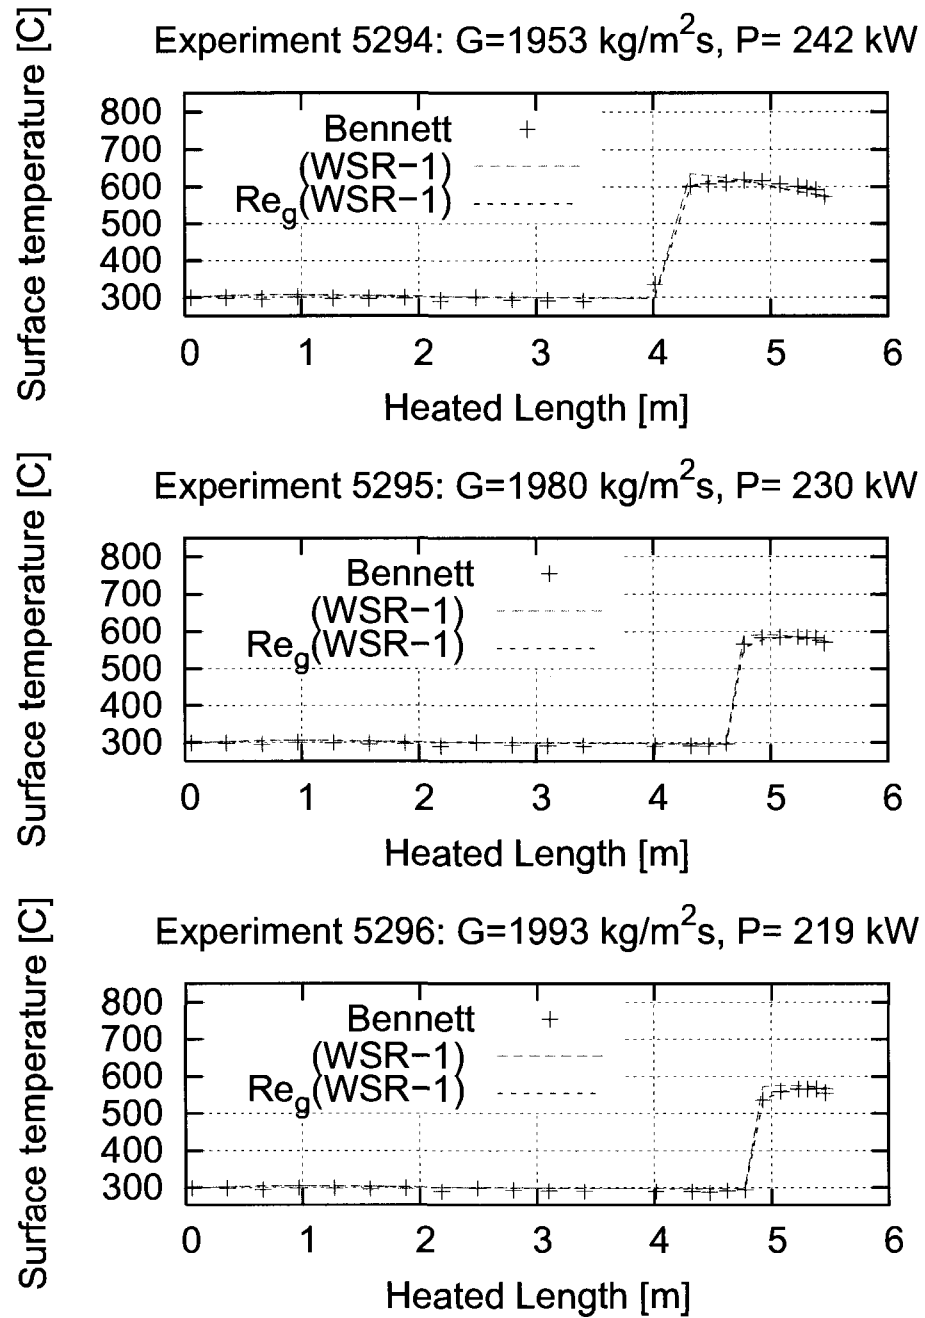 Experiment 5294: G=1953 kg/m²s, P= 242 kW
Surface temperature [C]
800
700
600
500
400
300
Bennett
(WSR−1)
Re_g(WSR−1)
0 1 2 3 4 5 6
Heated Length [m]
Experiment 5295: G=1980 kg/m²s, P= 230 kW
Surface temperature [C]
800
700
600
500
400
300
Bennett
(WSR−1)
Re_g(WSR−1)
0 1 2 3 4 5 6
Heated Length [m]
Experiment 5296: G=1993 kg/m²s, P= 219 kW
Surface temperature [C]
800
700
600
500
400
300
Bennett
(WSR−1)
Re_g(WSR−1)
0 1 2 3 4 5 6
Heated Length [m]